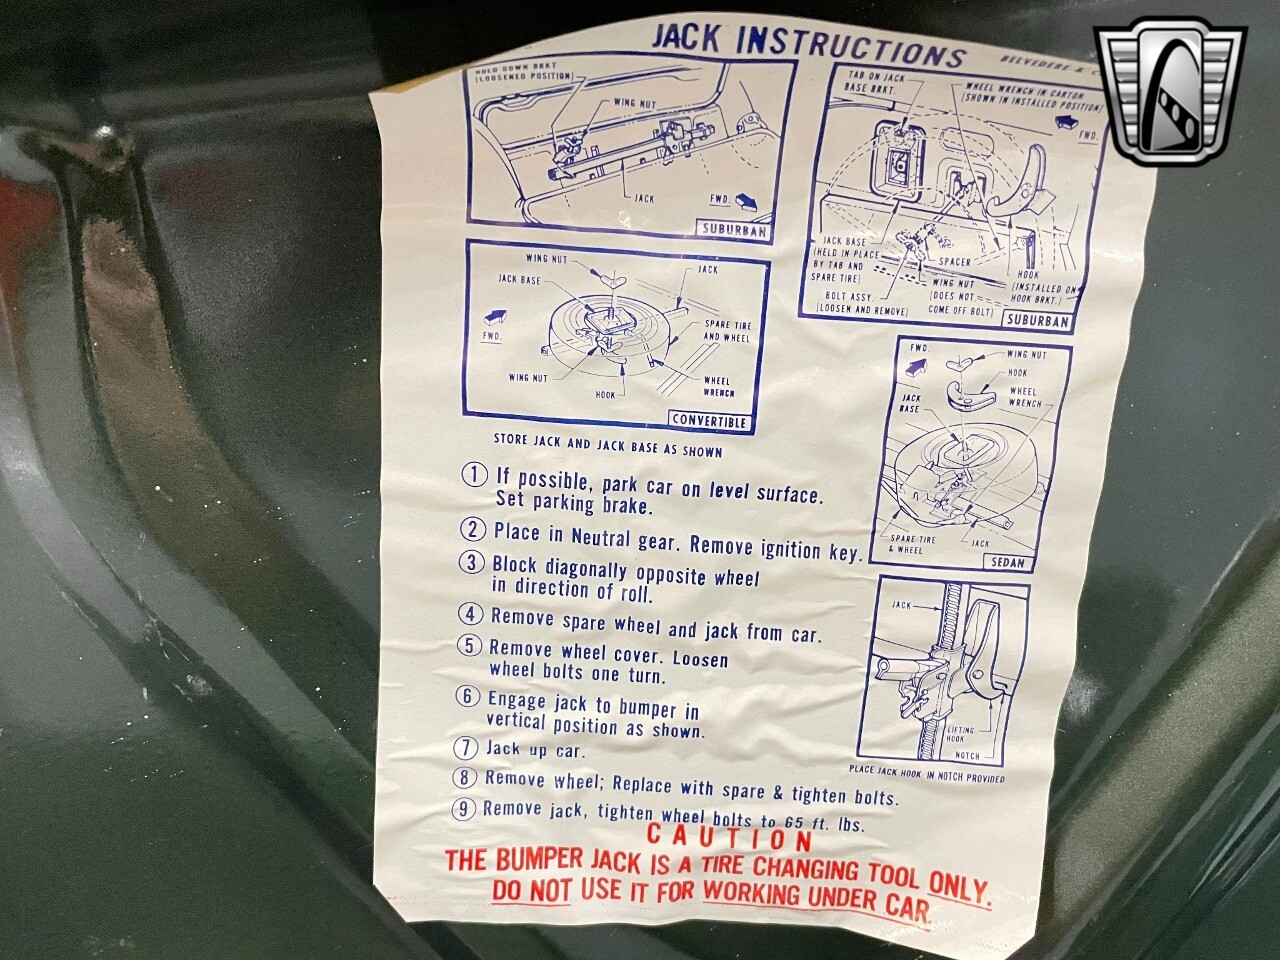 JACK INSTRUCTIONS
BELVEDERE &
HOLD DOWN BRKT
(LOOSENED POSITION)
WING NUT
JACK
FWD.
SUBURBAN
TAB ON JACK
BASE BRKT.
WHEEL WRENCH IN CARTON
(SHOWN IN INSTALLED POSITION)
FWD.
JACK BASE
(HELD IN PLACE
BY TAB AND
SPARE TIRE)
SPACER
BOLT ASSY.
(LOOSEN AND REMOVE)
WING NUT
(DOES NOT
COME OFF BOLT)
HOOK
(INSTALLED ON
HOOK BRKT.)
SUBURBAN
WING NUT
JACK
JACK BASE
FWD.
SPARE TIRE
AND WHEEL
WING NUT
HOOK
WHEEL
WRENCH
CONVERTIBLE
STORE JACK AND JACK BASE AS SHOWN
FWD.
WING NUT
HOOK
WHEEL
WRENCH
JACK
BASE
SPARE TIRE
& WHEEL
JACK
SEDAN
1 If possible, park car on level surface.
Set parking brake.
2 Place in Neutral gear. Remove ignition key.
3 Block diagonally opposite wheel
in direction of roll.
4 Remove spare wheel and jack from car.
5 Remove wheel cover. Loosen
wheel bolts one turn.
6 Engage jack to bumper in
vertical position as shown.
7 Jack up car.
8 Remove wheel; Replace with spare & tighten bolts.
9 Remove jack, tighten wheel bolts to 65 ft. lbs.
JACK
LIFTING
HOOK
NOTCH
PLACE JACK HOOK IN NOTCH PROVIDED
CAUTION
THE BUMPER JACK IS A TIRE CHANGING TOOL ONLY.
DO NOT USE IT FOR WORKING UNDER CAR.